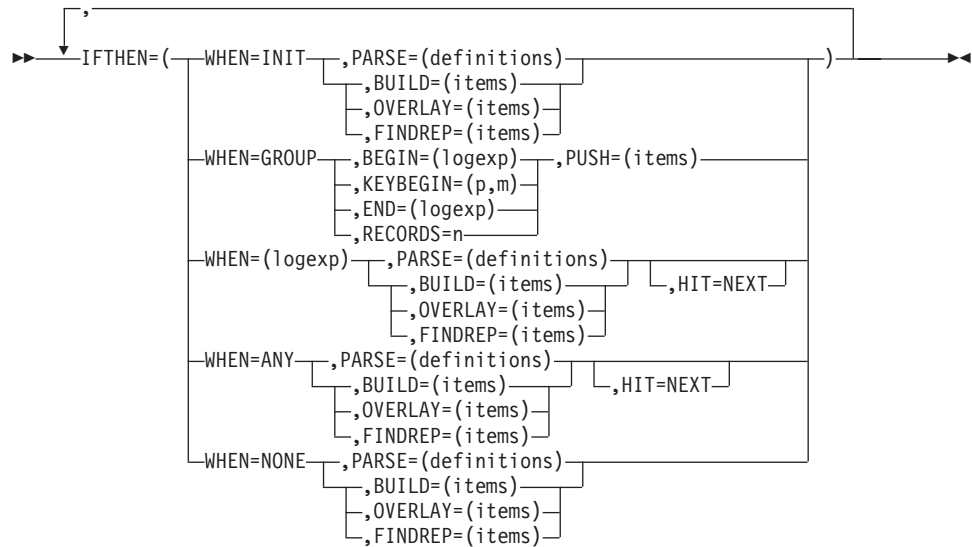 ,
IFTHEN=( WHEN=INIT ,PARSE=(definitions) )
,BUILD=(items)
,OVERLAY=(items)
,FINDREP=(items)
WHEN=GROUP ,BEGIN=(logexp) ,PUSH=(items)
,KEYBEGIN=(p,m)
,END=(logexp)
,RECORDS=n
WHEN=(logexp) ,PARSE=(definitions)
,BUILD=(items) ,HIT=NEXT
,OVERLAY=(items)
,FINDREP=(items)
WHEN=ANY ,PARSE=(definitions)
,BUILD=(items) ,HIT=NEXT
,OVERLAY=(items)
,FINDREP=(items)
WHEN=NONE ,PARSE=(definitions)
,BUILD=(items)
,OVERLAY=(items)
,FINDREP=(items)